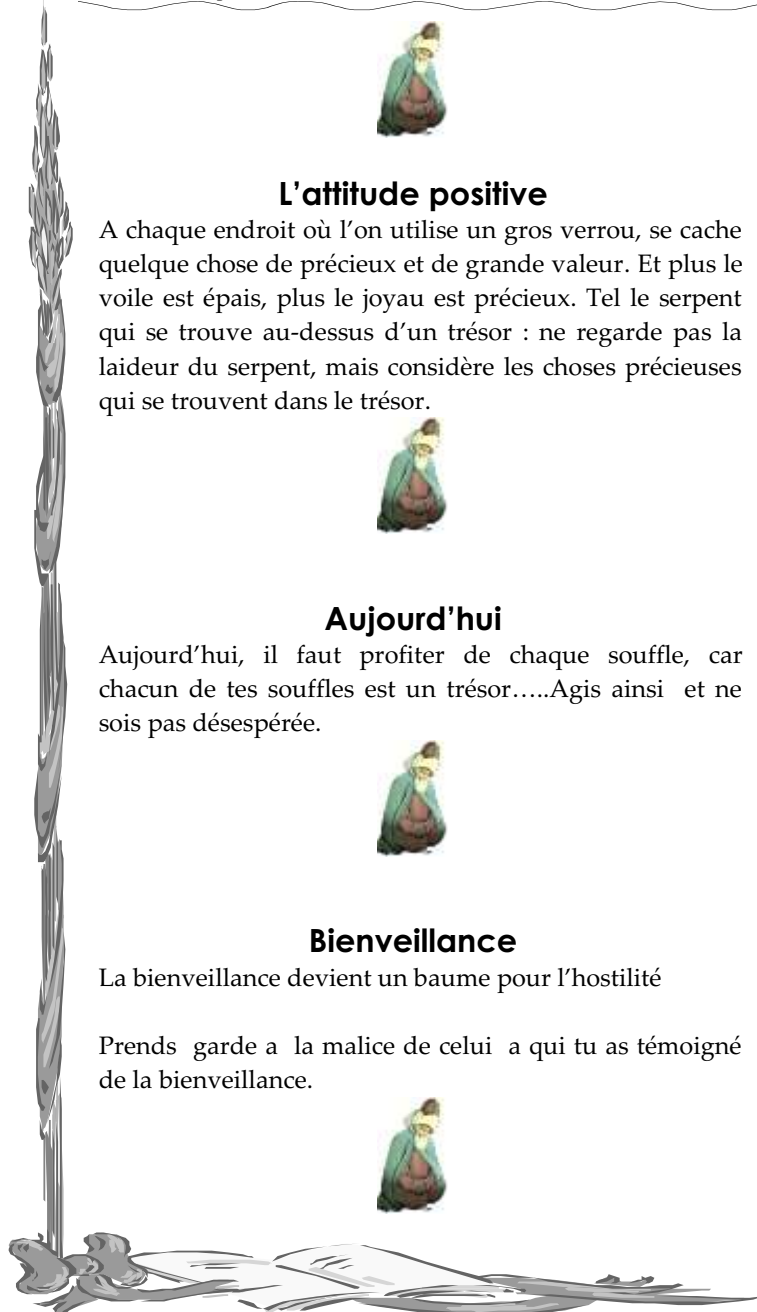 L'attitude positive
A chaque endroit où l'on utilise un gros verrou, se cache
quelque chose de précieux et de grande valeur. Et plus le
voile est épais, plus le joyau est précieux. Tel le serpent
qui se trouve au-dessus d'un trésor : ne regarde pas la
laideur du serpent, mais considère les choses précieuses
qui se trouvent dans le trésor.
Aujourd'hui
Aujourd'hui, il faut profiter de chaque souffle, car
chacun de tes souffles est un trésor…..Agis ainsi et ne
sois pas désespérée.
Bienveillance
La bienveillance devient un baume pour l'hostilité
Prends garde a la malice de celui a qui tu as témoigné
de la bienveillance.